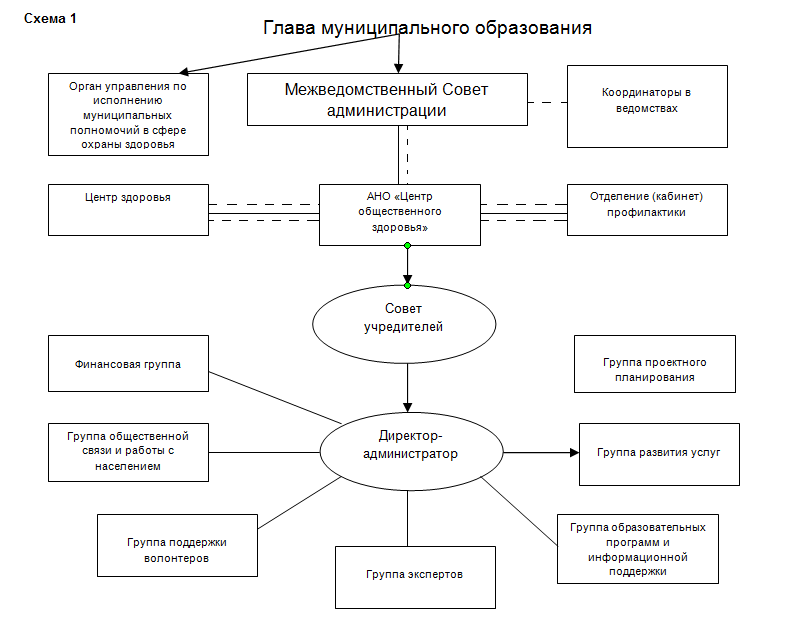 Схема 1
Глава муниципального образования
Орган управления по
исполнению
муниципальных
полномочий в сфере
охраны здоровья
Межведомственный Совет
администрации
Координаторы в
ведомствах
Центр здоровья
АНО «Центр
общественного
здоровья»
Отделение (кабинет)
профилактики
Совет
учредителей
Финансовая группа
Группа проектного
планирования
Группа общественной
связи и работы с
населением
Директор-
администратор
Группа развития услуг
Группа поддержки
волонтеров
Группа экспертов
Группа образовательных
программ и
информационной
поддержки